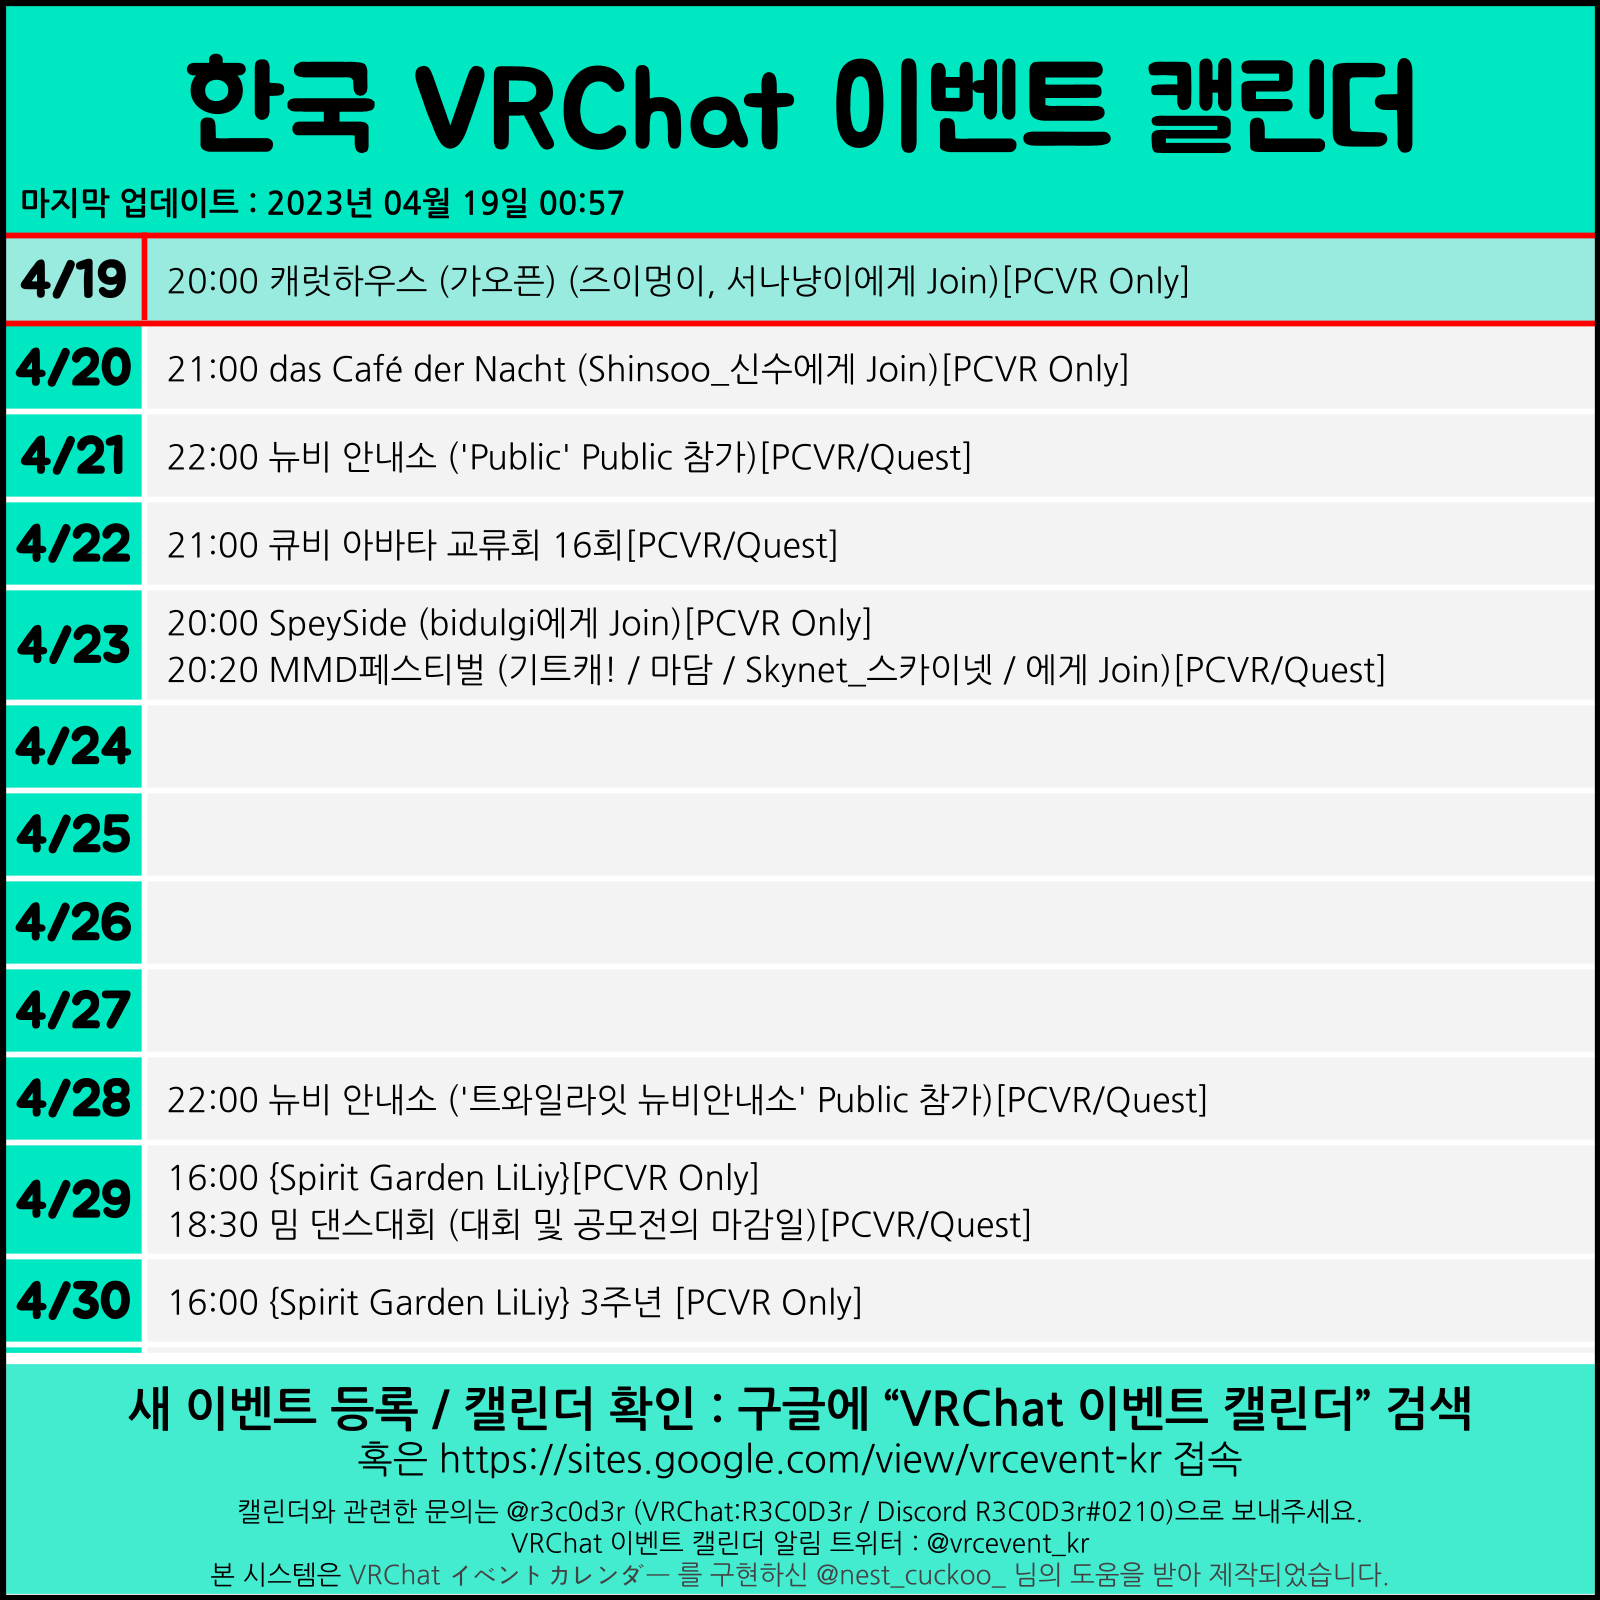 한국 VRChat 이벤트 캘린더
마지막 업데이트 : 2023년 04월 19일 00:57
4/19 20:00 캐럿하우스 (가오픈) (즈이멍이, 서나냥이에게 Join)[PCVR Only]
4/20 21:00 das Café der Nacht (Shinsoo_신수에게 Join)[PCVR Only]
4/21 22:00 뉴비 안내소 ('Public' Public 참가)[PCVR/Quest]
4/22 21:00 큐비 아바타 교류회 16회[PCVR/Quest]
4/23 20:00 SpeySide (bidulgi에게 Join)[PCVR Only]
20:20 MMD페스티벌 (기트캐! / 마담 / Skynet_스카이넷 / 에게 Join)[PCVR/Quest]
4/24
4/25
4/26
4/27
4/28 22:00 뉴비 안내소 ('트와일라잇 뉴비안내소' Public 참가)[PCVR/Quest]
4/29 16:00 {Spirit Garden LiLiy}[PCVR Only]
18:30 밈 댄스대회 (대회 및 공모전의 마감일)[PCVR/Quest]
4/30 16:00 {Spirit Garden LiLiy} 3주년 [PCVR Only]
새 이벤트 등록 / 캘린더 확인 : 구글에 “VRChat 이벤트 캘린더” 검색
혹은 https://sites.google.com/view/vrcevent-kr 접속
캘린더와 관련한 문의는 @r3c0d3r (VRChat:R3C0D3r / Discord R3C0D3r#0210)으로 보내주세요.
VRChat 이벤트 캘린더 알림 트위터 : @vrcevent_kr
본 시스템은 VRChat イベントカレンダー 를 구현하신 @nest_cuckoo_ 님의 도움을 받아 제작되었습니다.